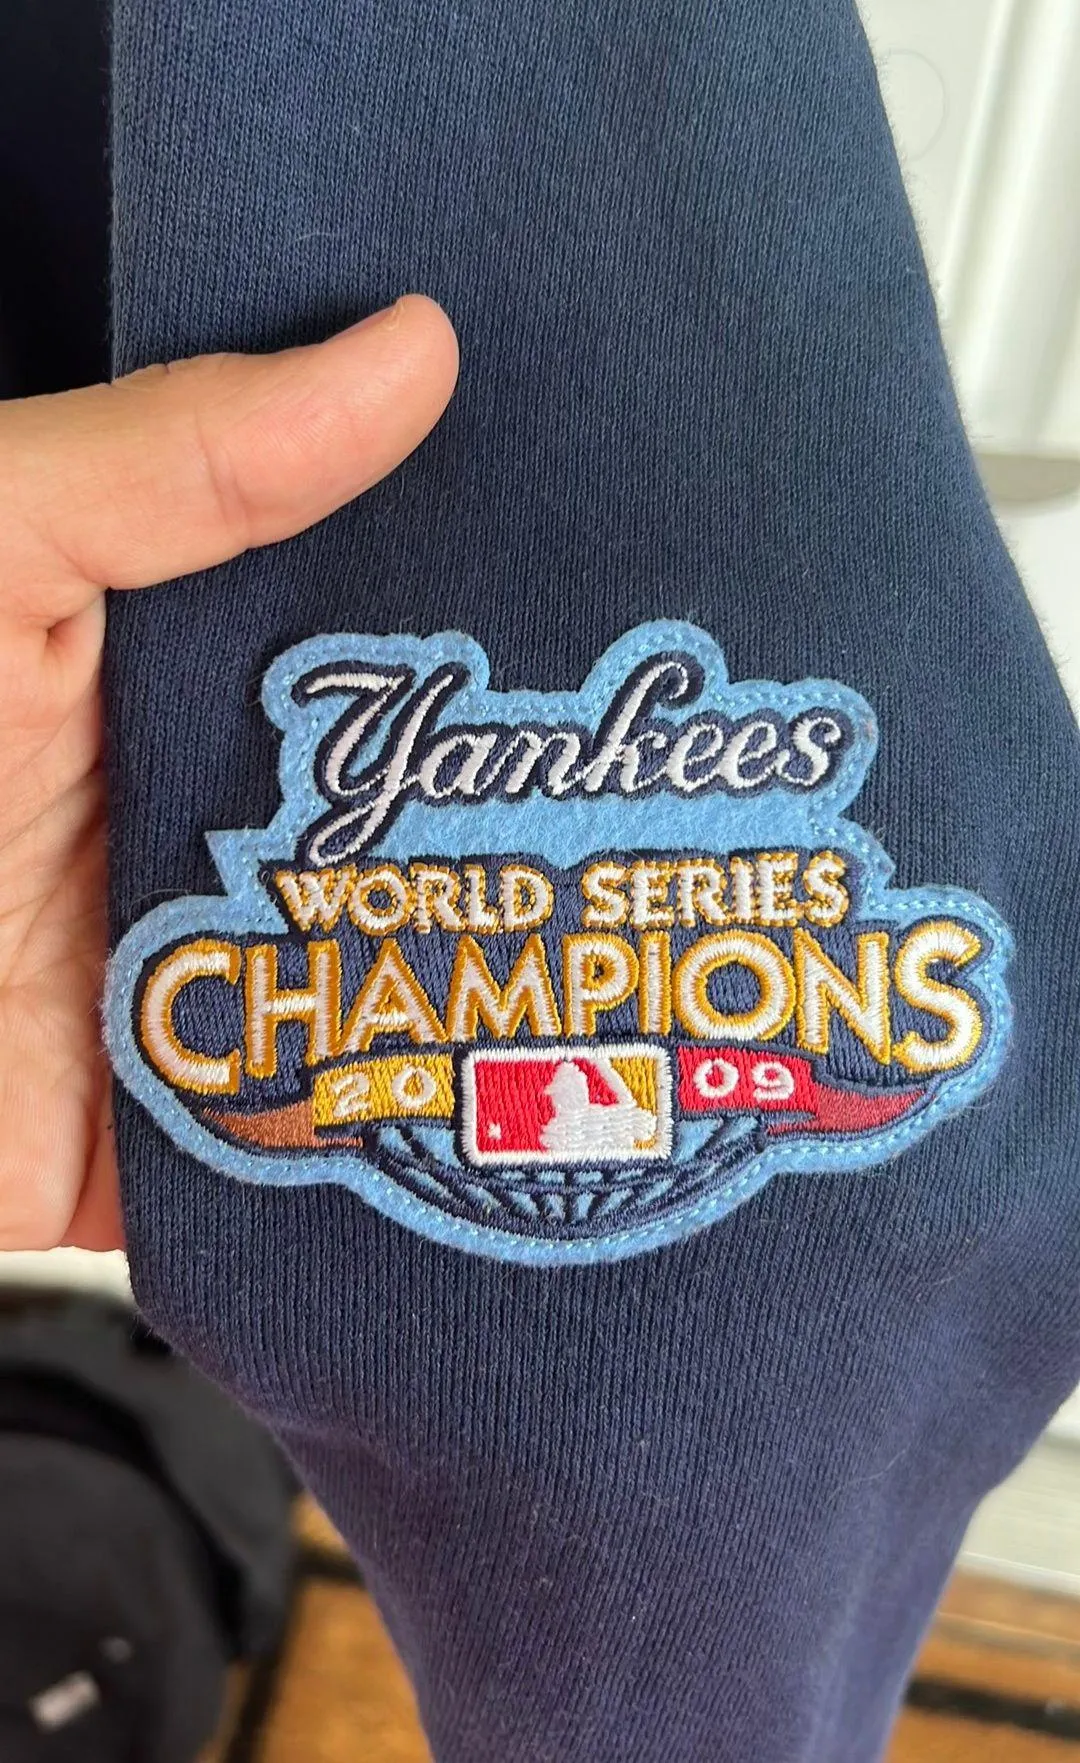 Yankees
WORLD SERIES
CHAMPIONS
20 09